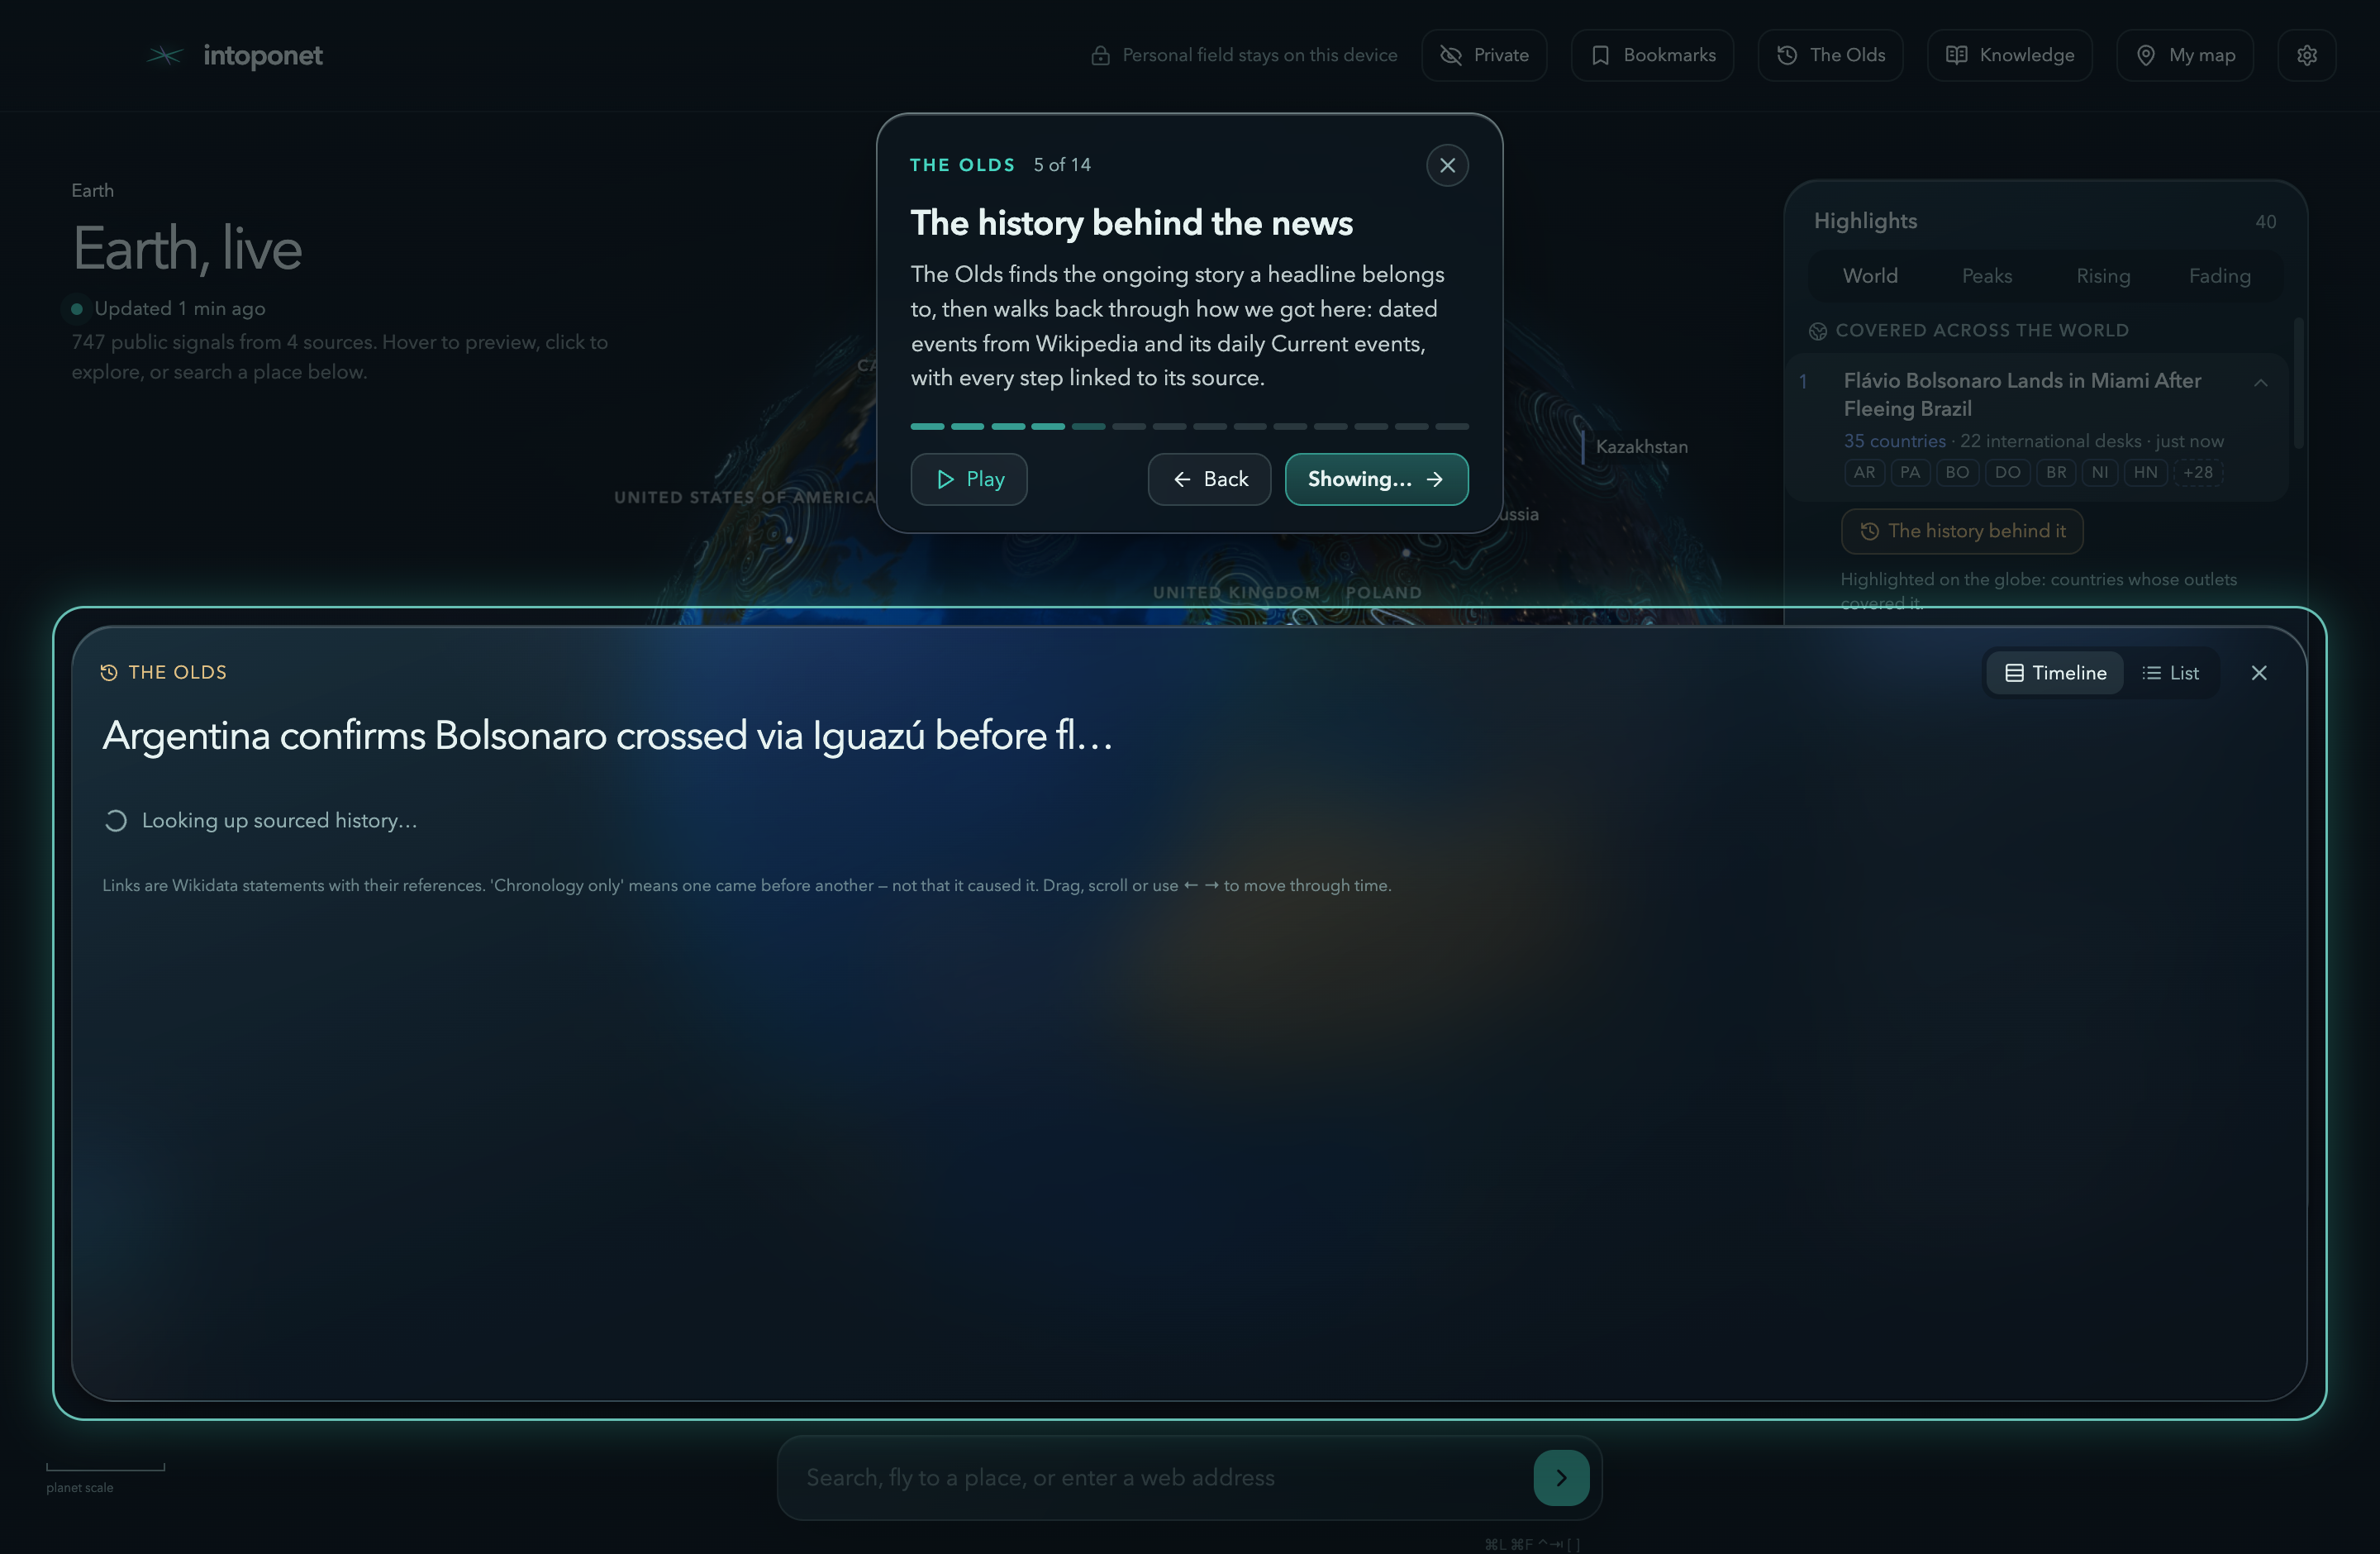 intoponet
Personal field stays on this device
Private
Bookmarks
The Olds
Knowledge
My map
THE OLDS 5 of 14
The history behind the news
The Olds finds the ongoing story a headline belongs
to, then walks back through how we got here: dated
events from Wikipedia and its daily Current events,
with every step linked to its source.
Play
← Back
Showing... →
Earth
Earth, live
Updated 1 min ago
747 public signals from 4 sources. Hover to preview, click to
explore, or search a place below.
UNITED STATES OF AMERICA
Kazakhstan
UNITED KINGDOM
POLAND
Highlights 40
World Peaks Rising Fading
COVERED ACROSS THE WORLD
1 Flávio Bolsonaro Lands in Miami After
Fleeing Brazil
35 countries · 22 international desks · just now
AR PA BO DO BR NI HN +28
The history behind it
Highlighted on the globe: countries whose outlets
covered it.
THE OLDS
Timeline List
Argentina confirms Bolsonaro crossed via Iguazú before fl...
Looking up sourced history...
Links are Wikidata statements with their references. 'Chronology only' means one came before another – not that it caused it. Drag, scroll or use ← → to move through time.
planet scale
Search, fly to a place, or enter a web address
⌘L ⌘F ^⇥ [ ]